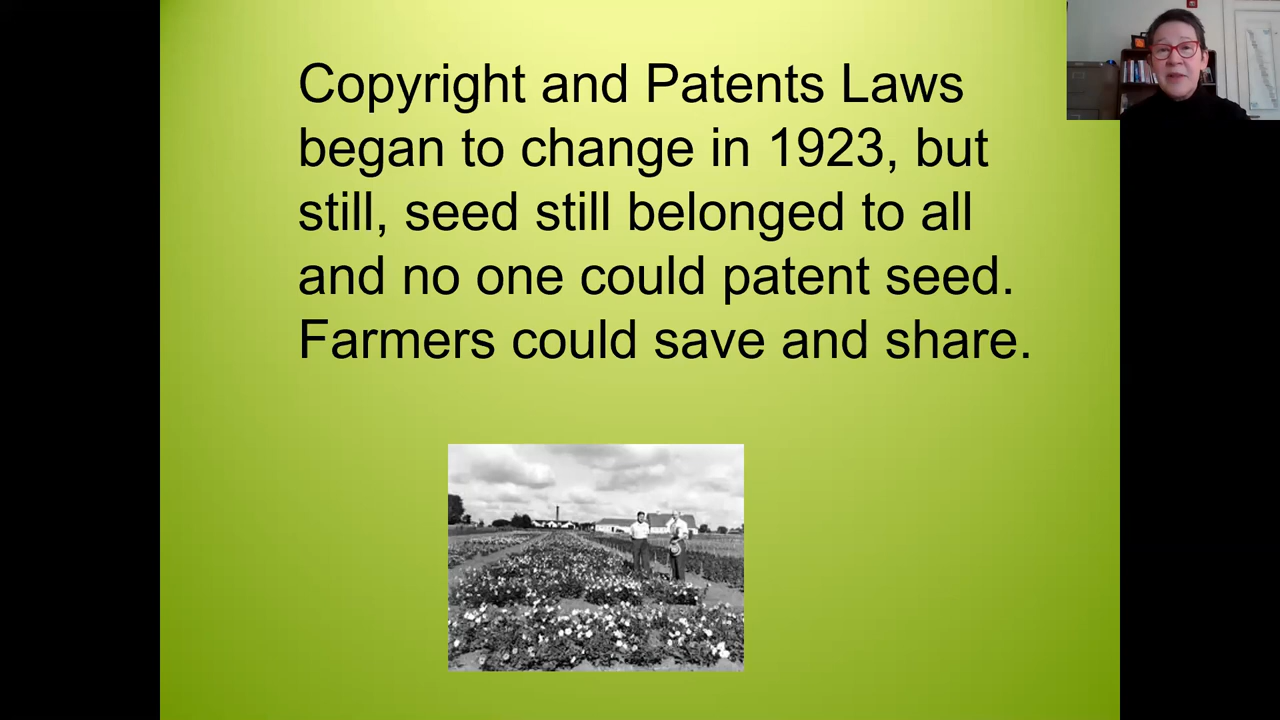 Copyright and Patents Laws
began to change in 1923, but
still, seed still belonged to all
and no one could patent seed.
Farmers could save and share.